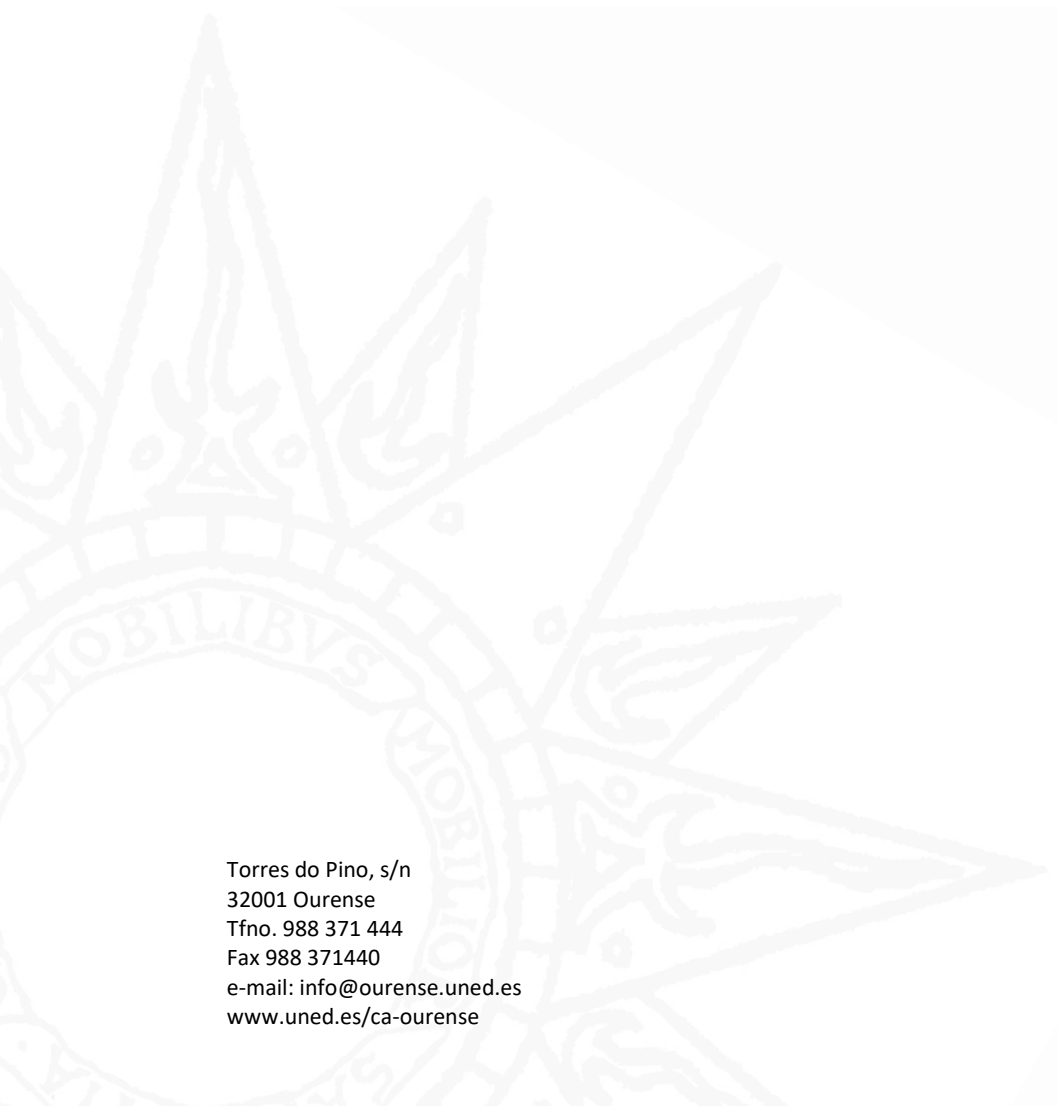 MOBILIBVS
MOBILIO
Torres do Pino, s/n
32001 Ourense
Tfno. 988 371 444
Fax 988 371440
e-mail: info@ourense.uned.es
www.uned.es/ca-ourense